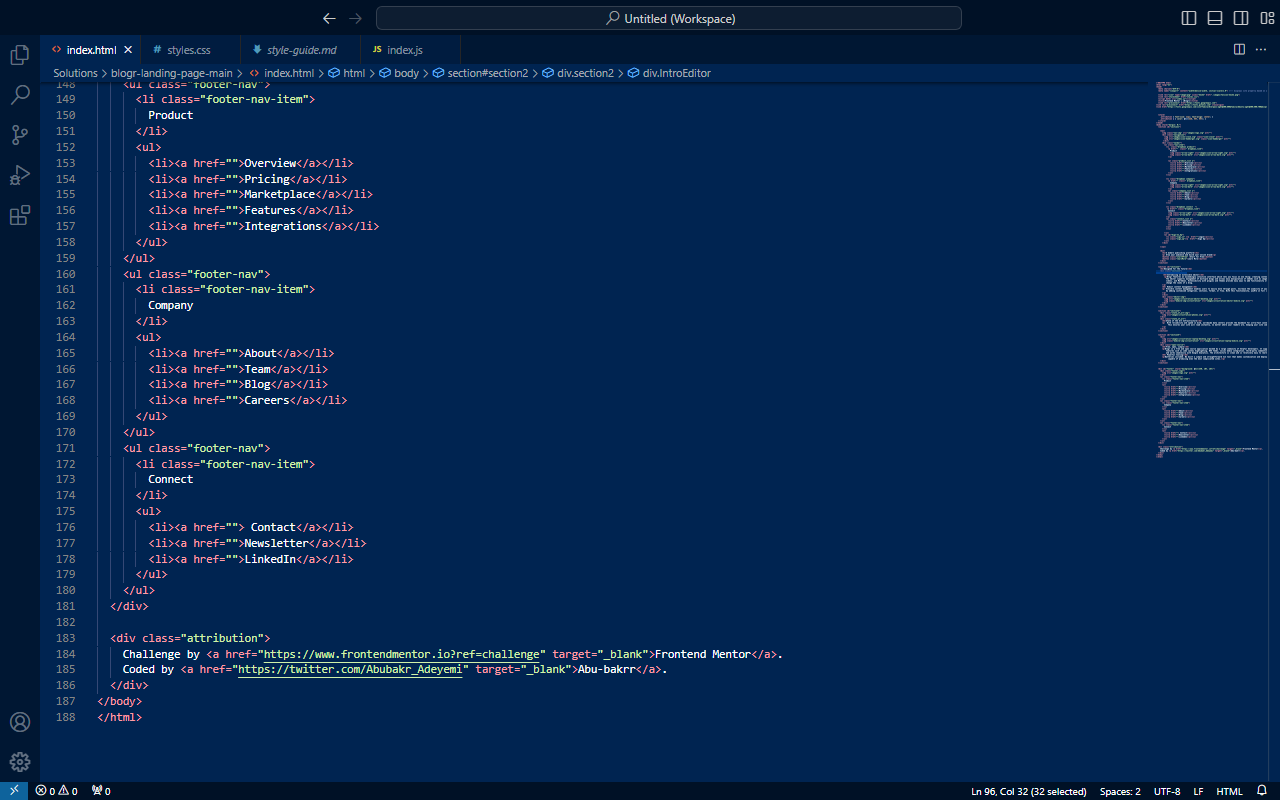 Untitled (Workspace)
index.html
styles.css
style-guide.md
JS index.js
Solutions > blogr-landing-page-main > index.html > html > body > section#section2 > div.section2 > div.IntroEditor
148 <ul class="footer-nav">
149 <li class="footer-nav-item">
150 Product
151 </li>
152 <ul>
153 <li><a href="">Overview</a></li>
154 <li><a href="">Pricing</a></li>
155 <li><a href="">Marketplace</a></li>
156 <li><a href="">Features</a></li>
157 <li><a href="">Integrations</a></li>
158 </ul>
159 </ul>
160 <ul class="footer-nav">
161 <li class="footer-nav-item">
162 Company
163 </li>
164 <ul>
165 <li><a href="">About</a></li>
166 <li><a href="">Team</a></li>
167 <li><a href="">Blog</a></li>
168 <li><a href="">Careers</a></li>
169 </ul>
170 </ul>
171 <ul class="footer-nav">
172 <li class="footer-nav-item">
173 Connect
174 </li>
175 <ul>
176 <li><a href=""> Contact</a></li>
177 <li><a href="">Newsletter</a></li>
178 <li><a href="">LinkedIn</a></li>
179 </ul>
180 </ul>
181 </div>
182
183 <div class="attribution">
184 Challenge by <a href="https://www.frontendmentor.io?ref=challenge" target="_blank">Frontend Mentor</a>.
185 Coded by <a href="https://twitter.com/Abubakr_Adeyemi" target="_blank">Abu-bakrr</a>.
186 </div>
187 </body>
188 </html>
0 0 0 Ln 96, Col 32 (32 selected) Spaces: 2 UTF-8 LF HTML